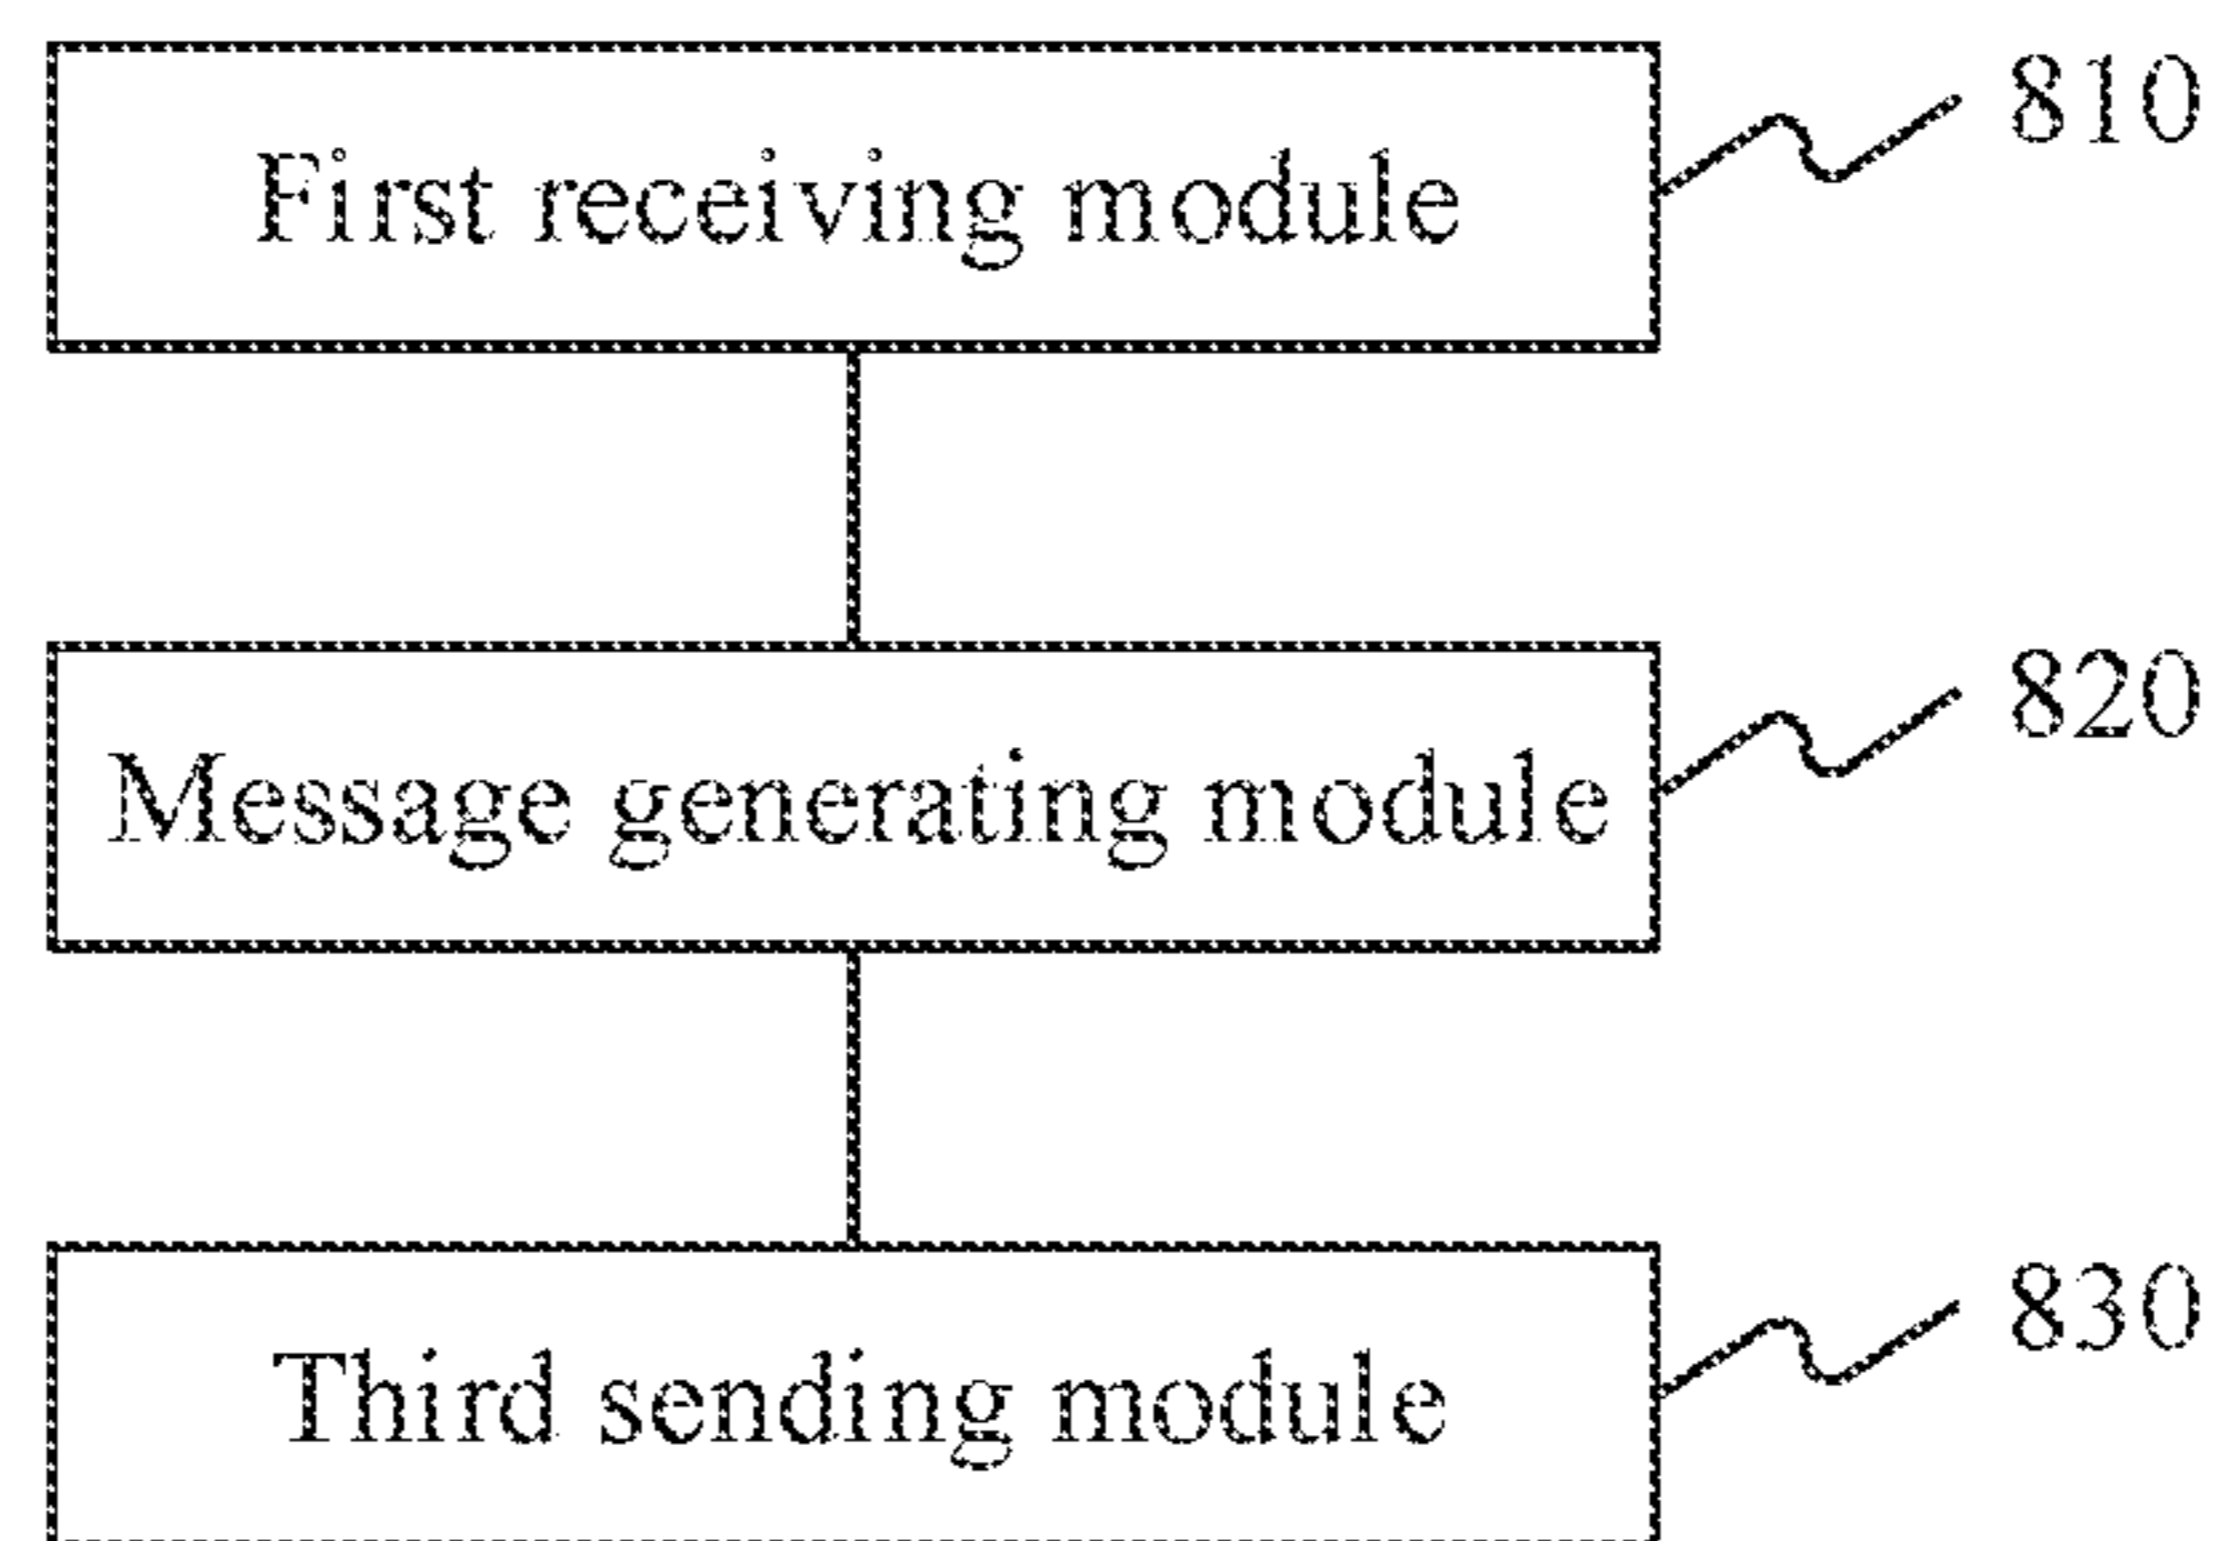 First receiving module 810
Message generating module 820
Third sending module 830